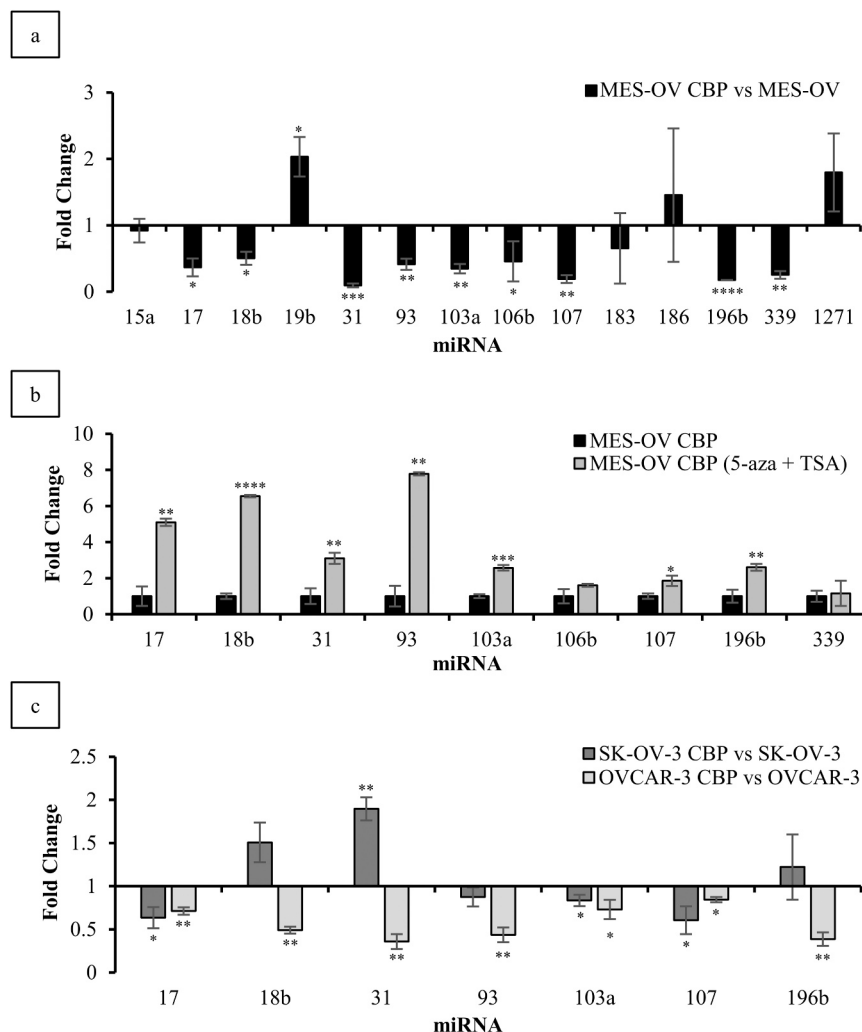 a
MES-OV CBP vs MES-OV
Fold Change
3
2
1
0
*
*
*
***
**
**
*
**
****
**
15a 17 18b 19b 31 93 103a 106b 107 183 186 196b 339 1271
miRNA
b
MES-OV CBP
MES-OV CBP (5-aza + TSA)
Fold Change
10
8
6
4
2
0
**
****
**
**
***
*
**
17 18b 31 93 103a 106b 107 196b 339
miRNA
c
SK-OV-3 CBP vs SK-OV-3
OVCAR-3 CBP vs OVCAR-3
Fold Change
2.5
2
1.5
1
0.5
0
*
**
**
**
**
**
*
*
*
*
**
17 18b 31 93 103a 107 196b
miRNA